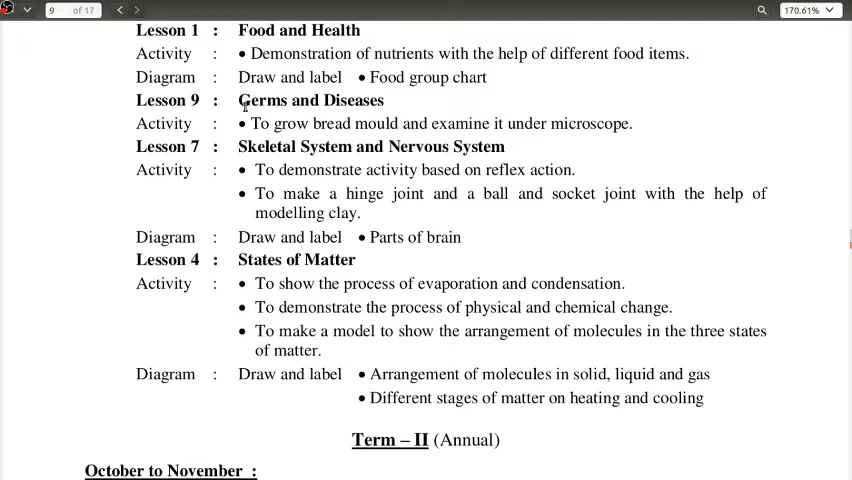 9 of 17
170.61%
Lesson 1 : Food and Health
Activity : • Demonstration of nutrients with the help of different food items.
Diagram : Draw and label • Food group chart
Lesson 9 : Germs and Diseases
Activity : • To grow bread mould and examine it under microscope.
Lesson 7 : Skeletal System and Nervous System
Activity : • To demonstrate activity based on reflex action.
• To make a hinge joint and a ball and socket joint with the help of
modelling clay.
Diagram : Draw and label • Parts of brain
Lesson 4 : States of Matter
Activity : • To show the process of evaporation and condensation.
• To demonstrate the process of physical and chemical change.
• To make a model to show the arrangement of molecules in the three states
of matter.
Diagram : Draw and label • Arrangement of molecules in solid, liquid and gas
• Different stages of matter on heating and cooling
Term – II (Annual)
October to November :